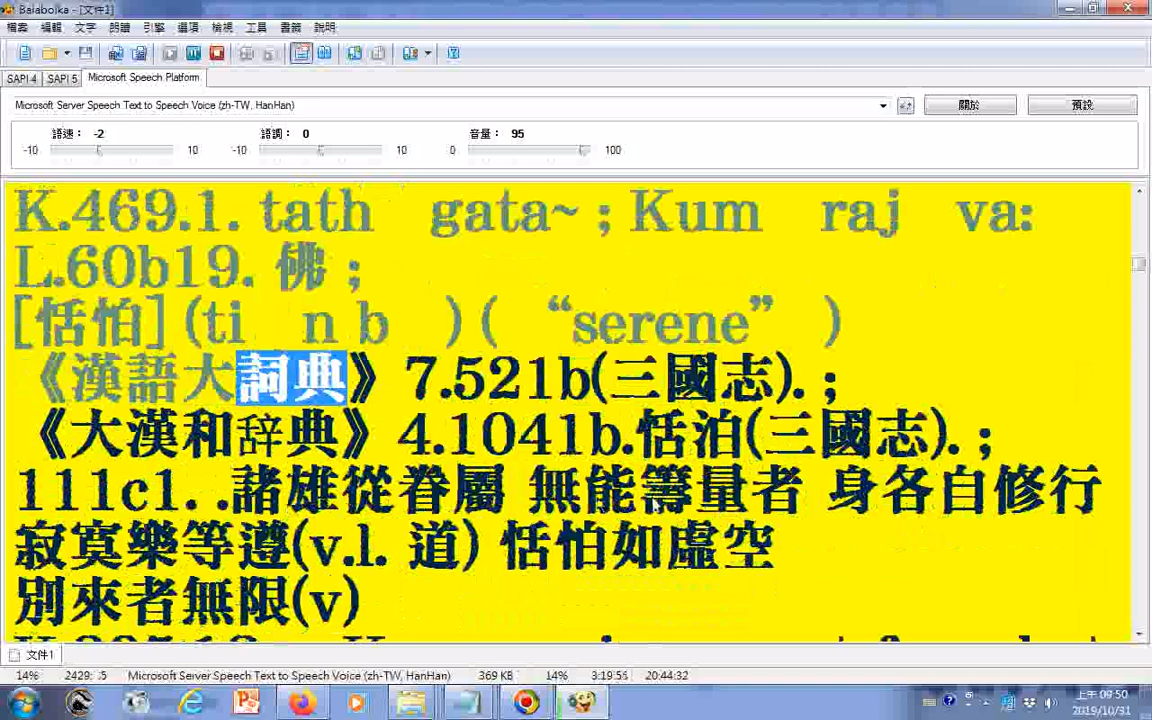 Balabolka - [文件1]
檔案 編輯 文字 朗讀 引擎 選項 檢視 工具 書籤 說明
SAPI 4 SAPI 5 Microsoft Speech Platform
Microsoft Server Speech Text to Speech Voice (zh-TW, HanHan) 關於 預設
語速: -2 語調: 0 音量: 95
-10 10 -10 10 0 100
K.469.1. tath gata~ ; Kum raj va:
L.60b19. 佛 ;
[恬怕] (ti n b ) ( “serene” )
《漢語大詞典》 7.521b(三國志). ;
《大漢和辞典》 4.1041b.恬泊(三國志). ;
111c1. .諸雄從眷屬 無能籌量者 身各自修行
寂寞樂等遵(v.l. 道) 恬怕如虛空
別來者無限(v)
文件1
14% Microsoft Server Speech Text to Speech Voice (zh-TW, HanHan) 369 KB 14% 20:44:32
上午 09:50
2019/10/31